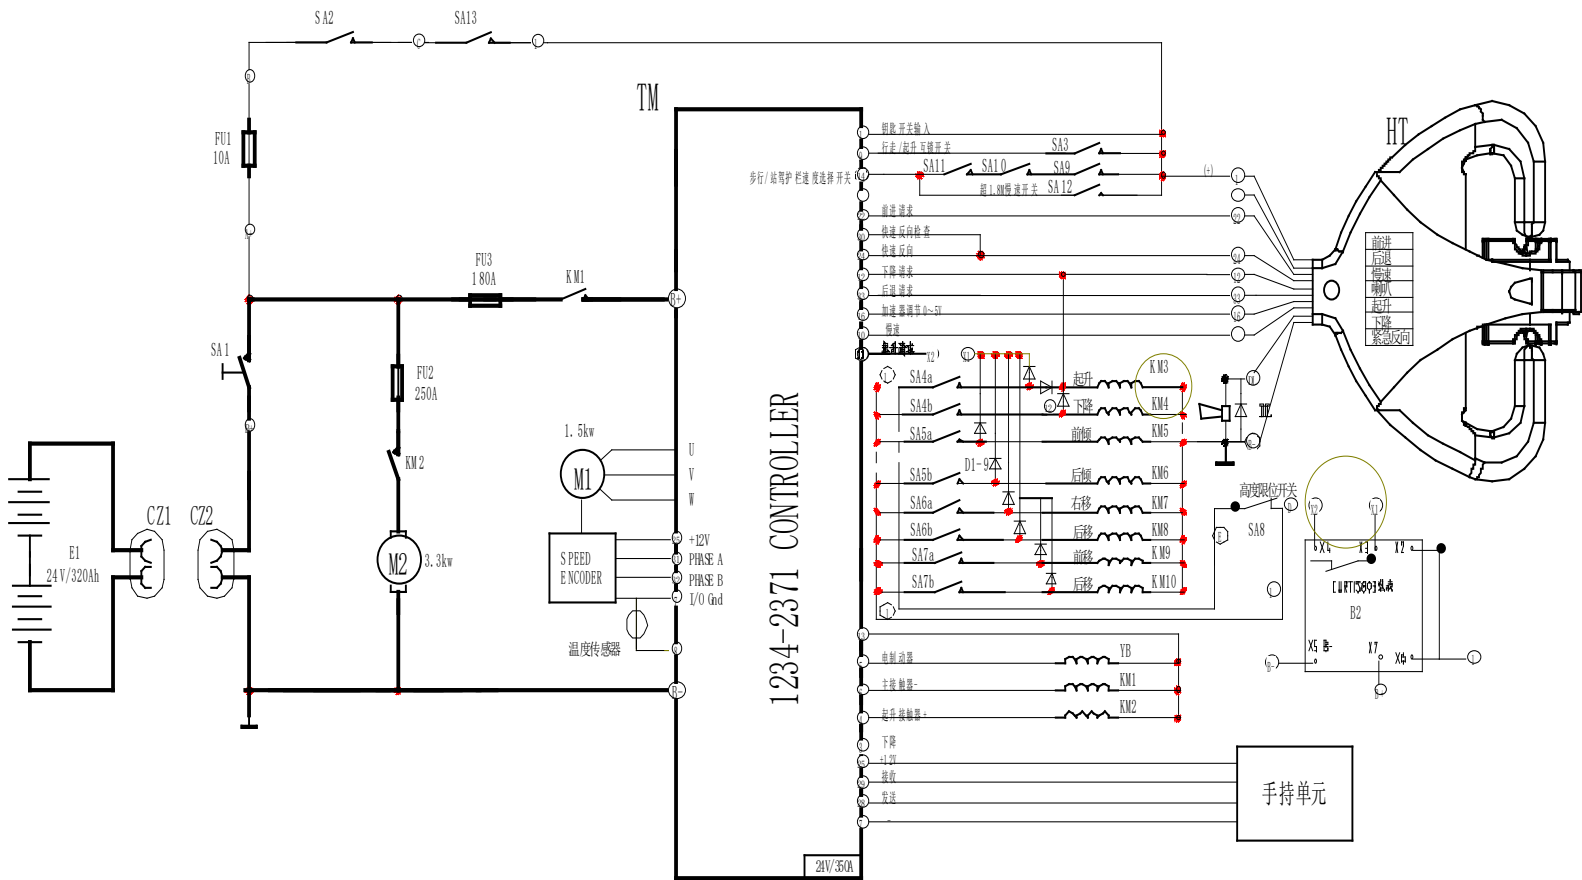 SA2
SA13
FU1
10A
TM
HT
钥匙开关输入
行走/起升互锁开关
SA3
SA11
SA10
SA9
步行/站驾护栏速度选择开关
超1.8M慢速开关
SA12
(+)
前进请求
22
快速反向检查
快速反向
24
下降请求
12
后退请求
33
加速器调节0~5V
16
慢速
前进
后退
慢速
喇叭
起升
下降
紧急反向
FU3
180A
KM1
B+
SA1
FU2
250A
KM2
X2)
X1
SA4a
起升
KM3
SA4b
下降
KM4
SA5a
前倾
KM5
D1-9
SA5b
后倾
KM6
SA6a
右移
KM7
SA6b
后移
KM8
SA7a
前移
KM9
SA7b
后移
KM10
高度限位开关
SA8
1.5kw
M1
U
V
W
1234-2371 CONTROLLER
CZ1
CZ2
E1
24V/320Ah
M2
3.3kw
SPEED
ENCODER
+12V
PHASE A
PHASE B
I/O Gnd
温度传感器
B-
X4
X3
X2
B2
X5
B-
X7
电制动器
YB
主接触器-
KM1
起升接触器+
KM2
下降
+12V
接收
发送
-
手持单元
24V/350A